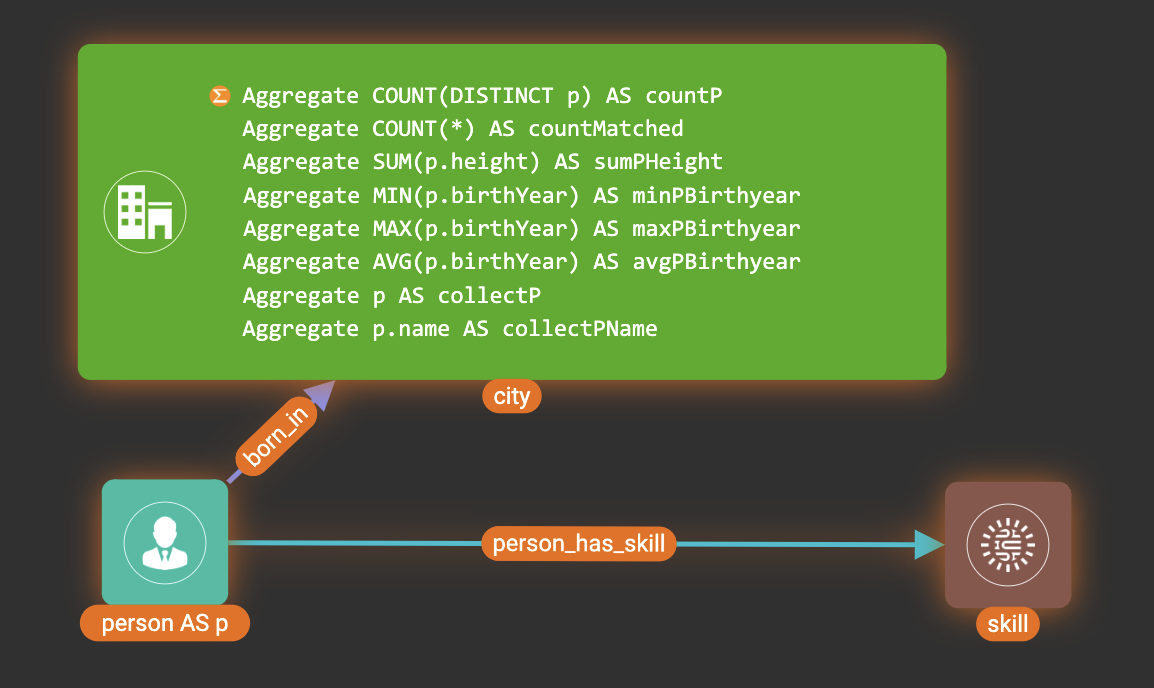 Aggregate COUNT(DISTINCT p) AS countP
Aggregate COUNT(*) AS countMatched
Aggregate SUM(p.height) AS sumPHeight
Aggregate MIN(p.birthYear) AS minPBirthyear
Aggregate MAX(p.birthYear) AS maxPBirthyear
Aggregate AVG(p.birthYear) AS avgPBirthyear
Aggregate p AS collectP
Aggregate p.name AS collectPName
city
born_in
person_has_skill
person AS p
skill